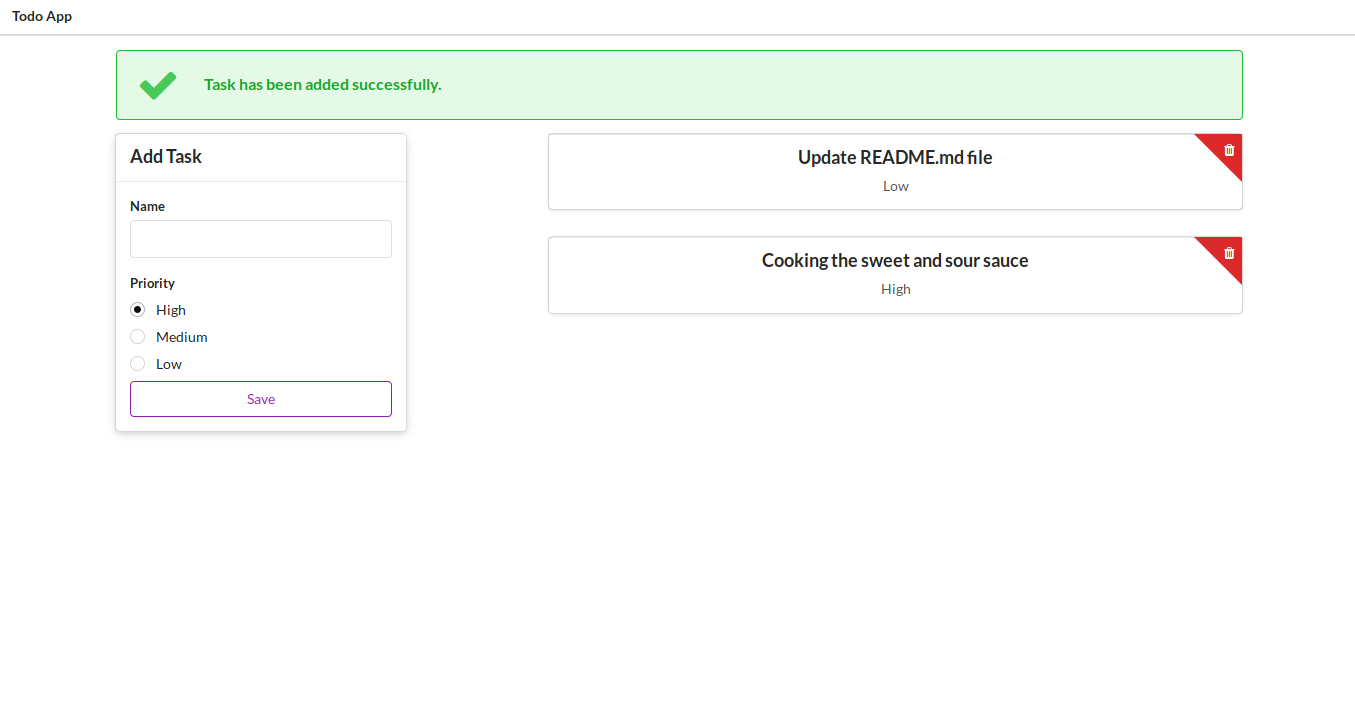 Todo App
Task has been added successfully.
Add Task
Name
Priority
High
Medium
Low
Save
Update README.md file
Low
Cooking the sweet and sour sauce
High